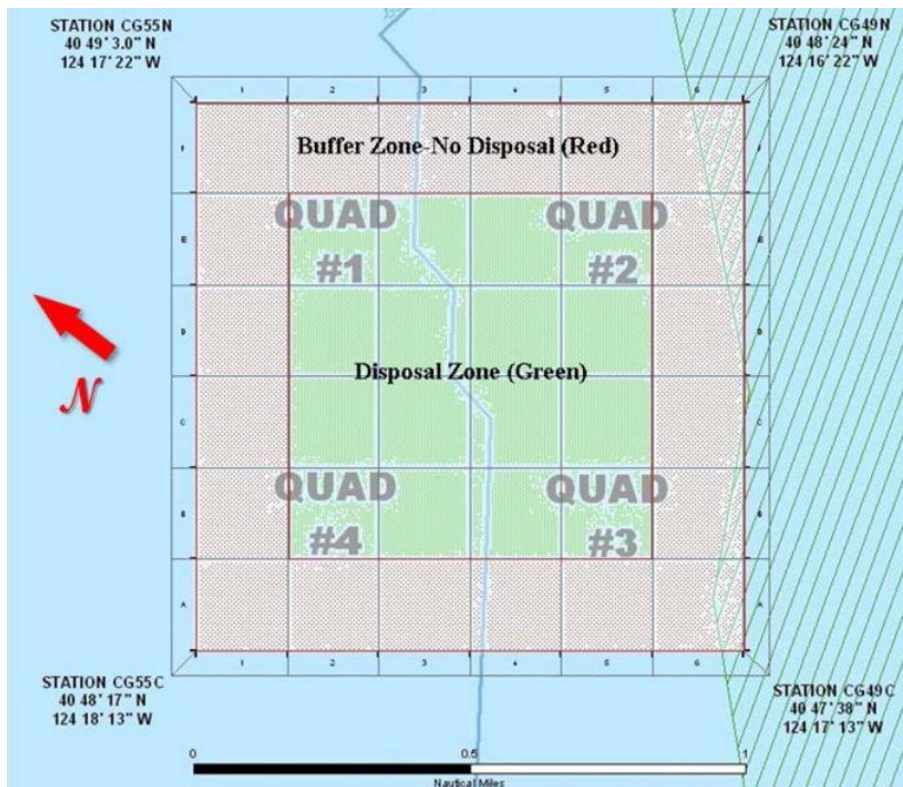 STATION CG55N
40 49' 3.0" N
124 17' 22" W
STATION CG49N
40 48' 24" N
124 16' 22" W
1 2 3 4 5 6
F Buffer Zone-No Disposal (Red) F
QUAD QUAD
E #1 #2 E
D D
N
Disposal Zone (Green)
C C
QUAD QUAD
B #4 #3 B
A A
1 2 3 4 5 6
STATION CG55C
40 48' 17" N
124 18' 13" W
STATION CG49C
40 47' 38" N
124 17' 13" W
0 0.5 1
Nautical Miles